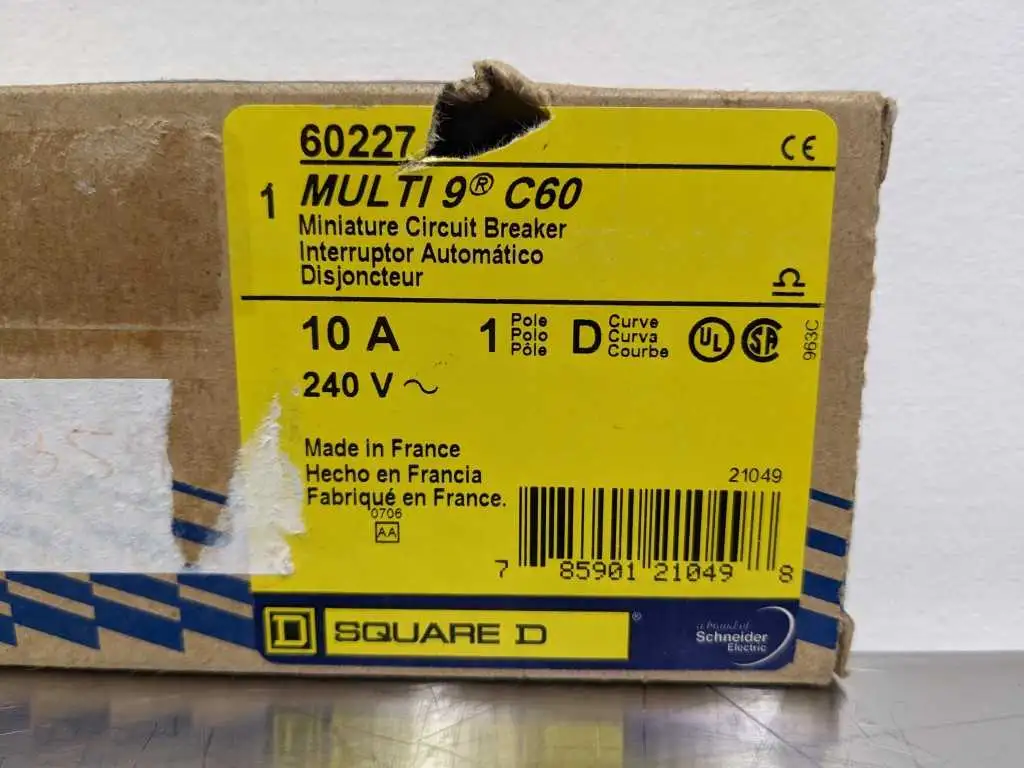 60227
CE
1
MULTI 9® C60
Miniature Circuit Breaker
Interruptor Automático
Disjoncteur
10 A
1 Pole
Polo
Pôle
D Curve
Curva
Courbe
UL
SA
963C
240 V ~
Made in France
Hecho en Francia
Fabriqué en France.
0706
AA
21049
7 85901 21049 8
D SQUARE D ®
a brand of
Schneider
Electric